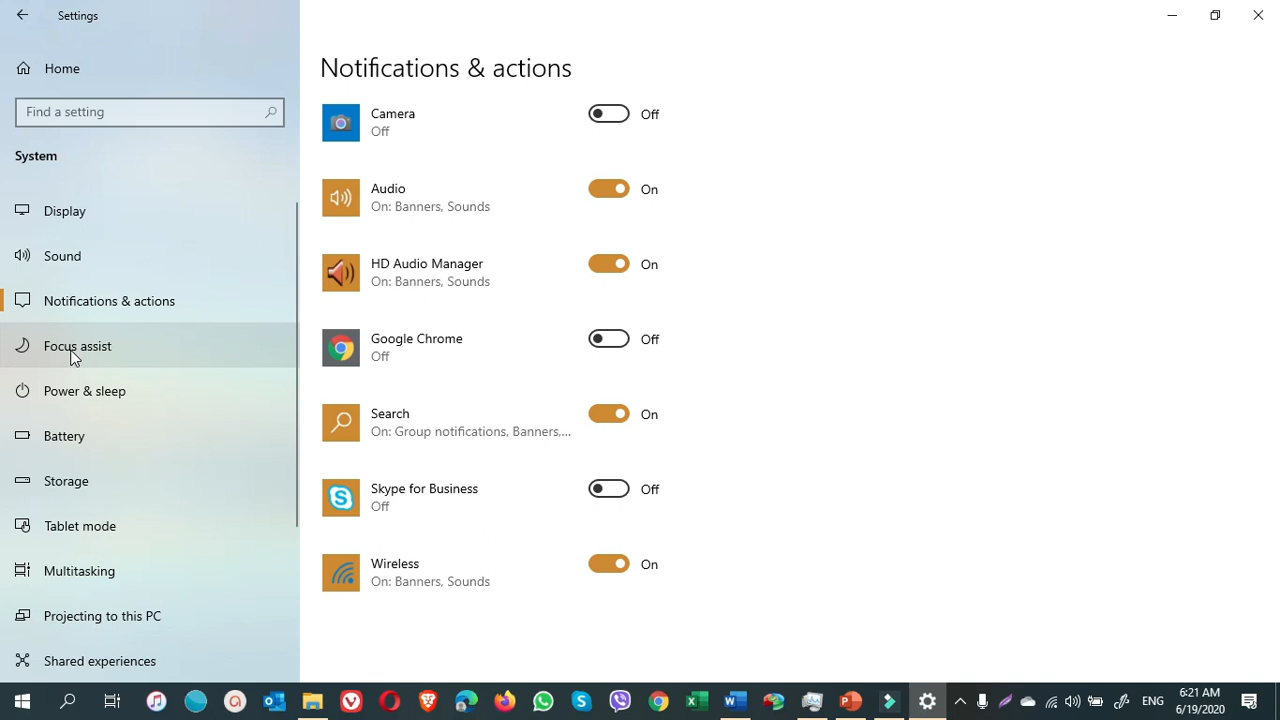 Settings
Home
Find a setting
System
Display
Sound
Notifications & actions
Focus assist
Power & sleep
Battery
Storage
Tablet mode
Multitasking
Projecting to this PC
Shared experiences
Notifications & actions
Camera
Off
Off
Audio
On: Banners, Sounds
On
HD Audio Manager
On: Banners, Sounds
On
Google Chrome
Off
Off
Search
On: Group notifications, Banners,...
On
Skype for Business
Off
Off
Wireless
On: Banners, Sounds
On
ENG
6:21 AM
6/19/2020